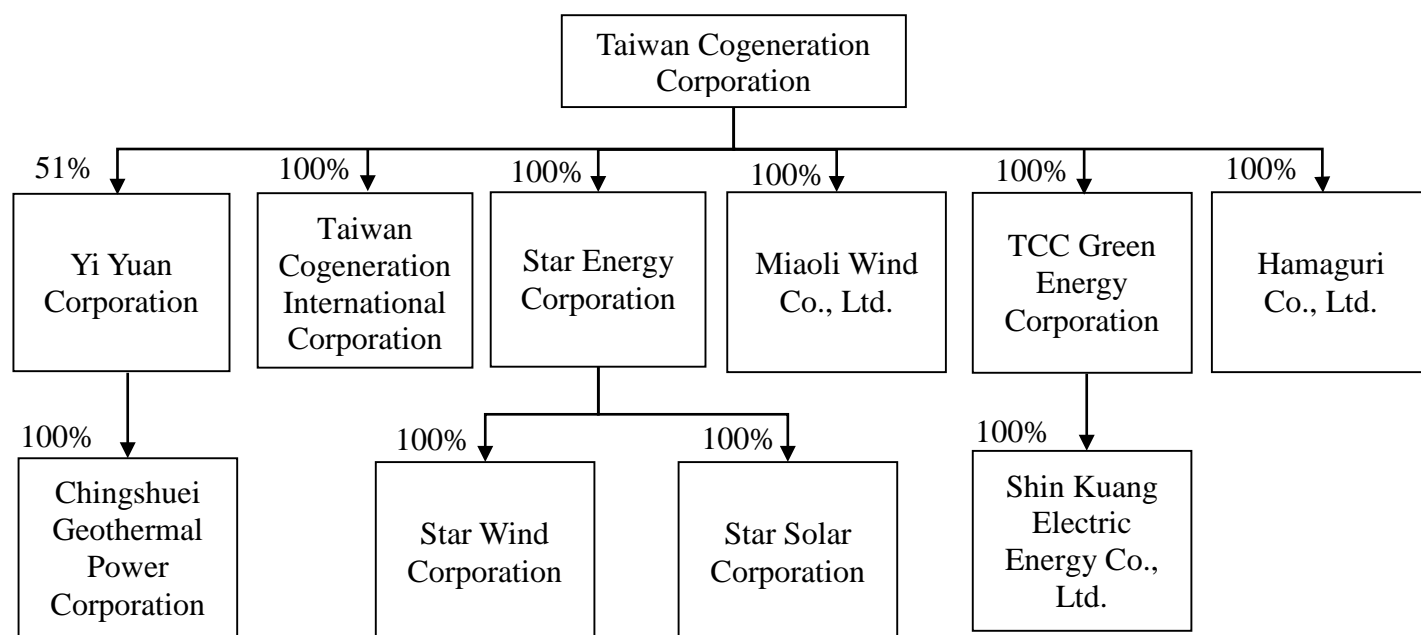 Taiwan Cogeneration
Corporation
51%
100%
100%
100%
100%
100%
Yi Yuan
Corporation
Taiwan
Cogeneration
International
Corporation
Star Energy
Corporation
Miaoli Wind
Co., Ltd.
TCC Green
Energy
Corporation
Hamaguri
Co., Ltd.
100%
100%
100%
100%
Chingshuei
Geothermal
Power
Corporation
Star Wind
Corporation
Star Solar
Corporation
Shin Kuang
Electric
Energy Co.,
Ltd.